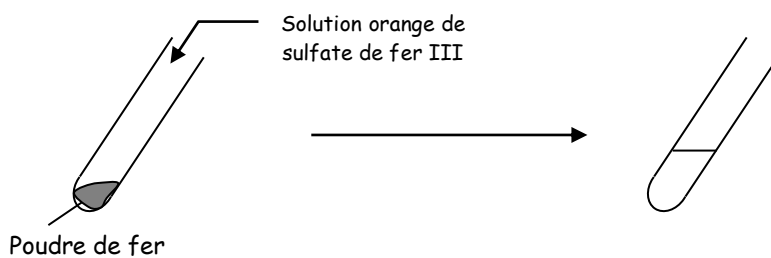 Solution orange de
sulfate de fer III
Poudre de fer